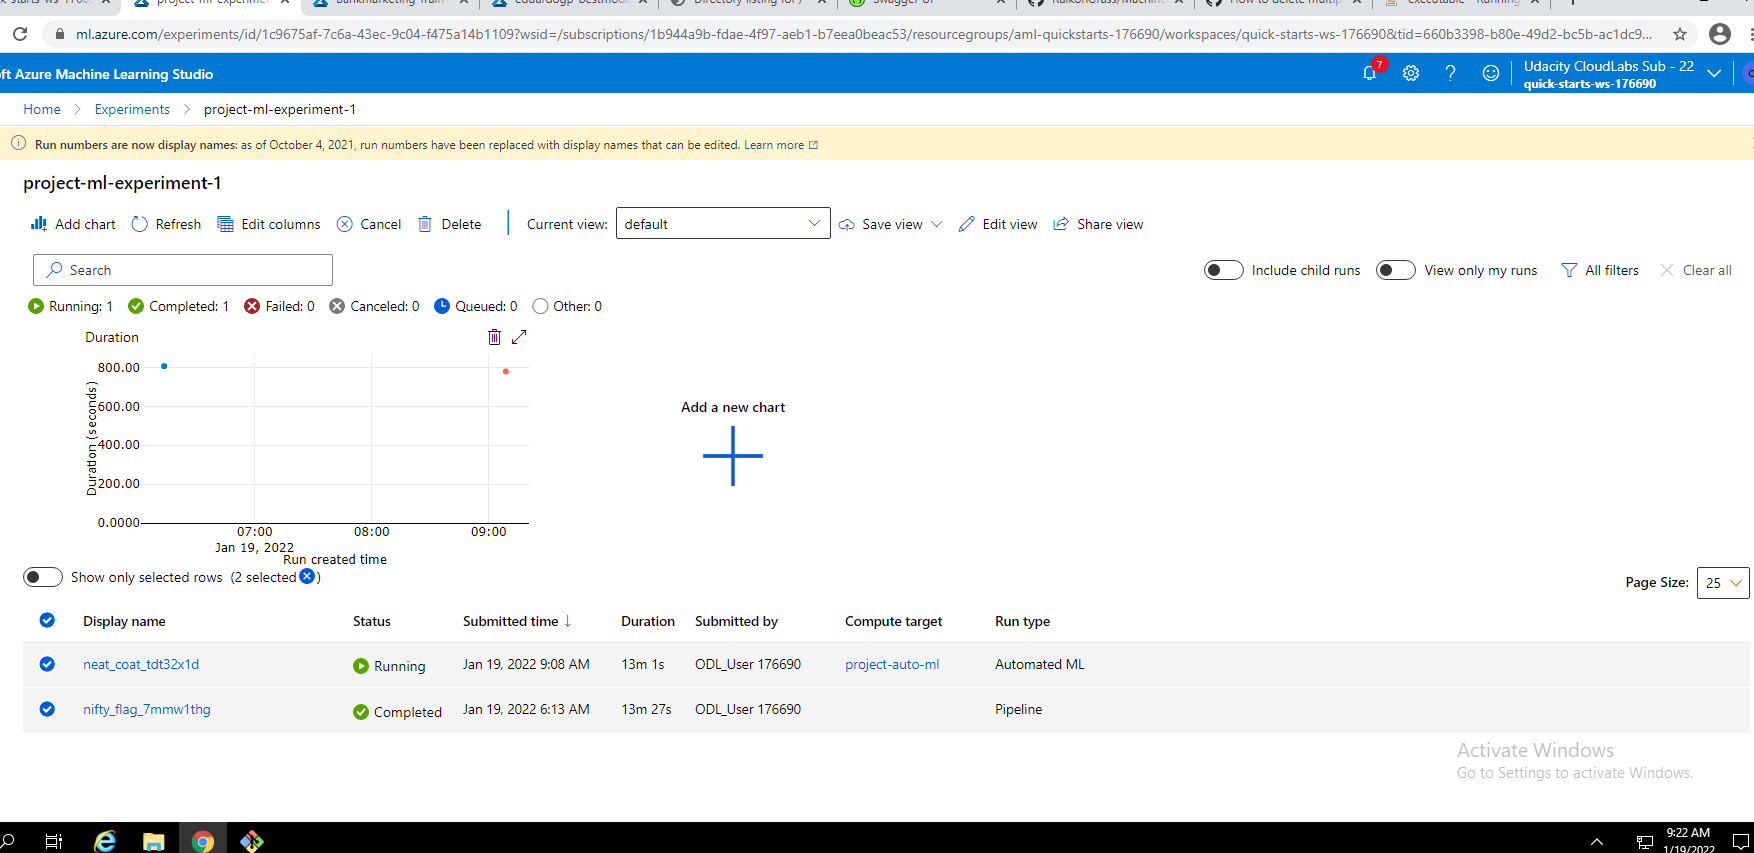 ml.azure.com/experiments/id/1c9675af-7c6a-43ec-9c04-f475a14b1109?wsid=/subscriptions/1b944a9b-fdae-4f97-aeb1-b7eea0beac53/resourcegroups/aml-quickstarts-176690/workspaces/quick-starts-ws-176690&tid=660b3398-b80e-49d2-bc5b-ac1dc9...
ft Azure Machine Learning Studio
7
Udacity CloudLabs Sub - 22
quick-starts-ws-176690
Home > Experiments > project-ml-experiment-1
Run numbers are now display names: as of October 4, 2021, run numbers have been replaced with display names that can be edited. Learn more
project-ml-experiment-1
Add chart Refresh Edit columns Cancel Delete Current view: default Save view Edit view Share view
Search
Include child runs View only my runs All filters Clear all
Running: 1 Completed: 1 Failed: 0 Canceled: 0 Queued: 0 Other: 0
Duration
Duration (seconds)
800.00
600.00
400.00
200.00
0.0000
07:00 08:00 09:00
Jan 19, 2022
Run created time
Add a new chart
Show only selected rows (2 selected )
Page Size: 25
Display name Status Submitted time ↓ Duration Submitted by Compute target Run type
neat_coat_tdt32x1d Running Jan 19, 2022 9:08 AM 13m 1s ODL_User 176690 project-auto-ml Automated ML
nifty_flag_7mmw1thg Completed Jan 19, 2022 6:13 AM 13m 27s ODL_User 176690 Pipeline
Activate Windows
Go to Settings to activate Windows.
9:22 AM
1/19/2022